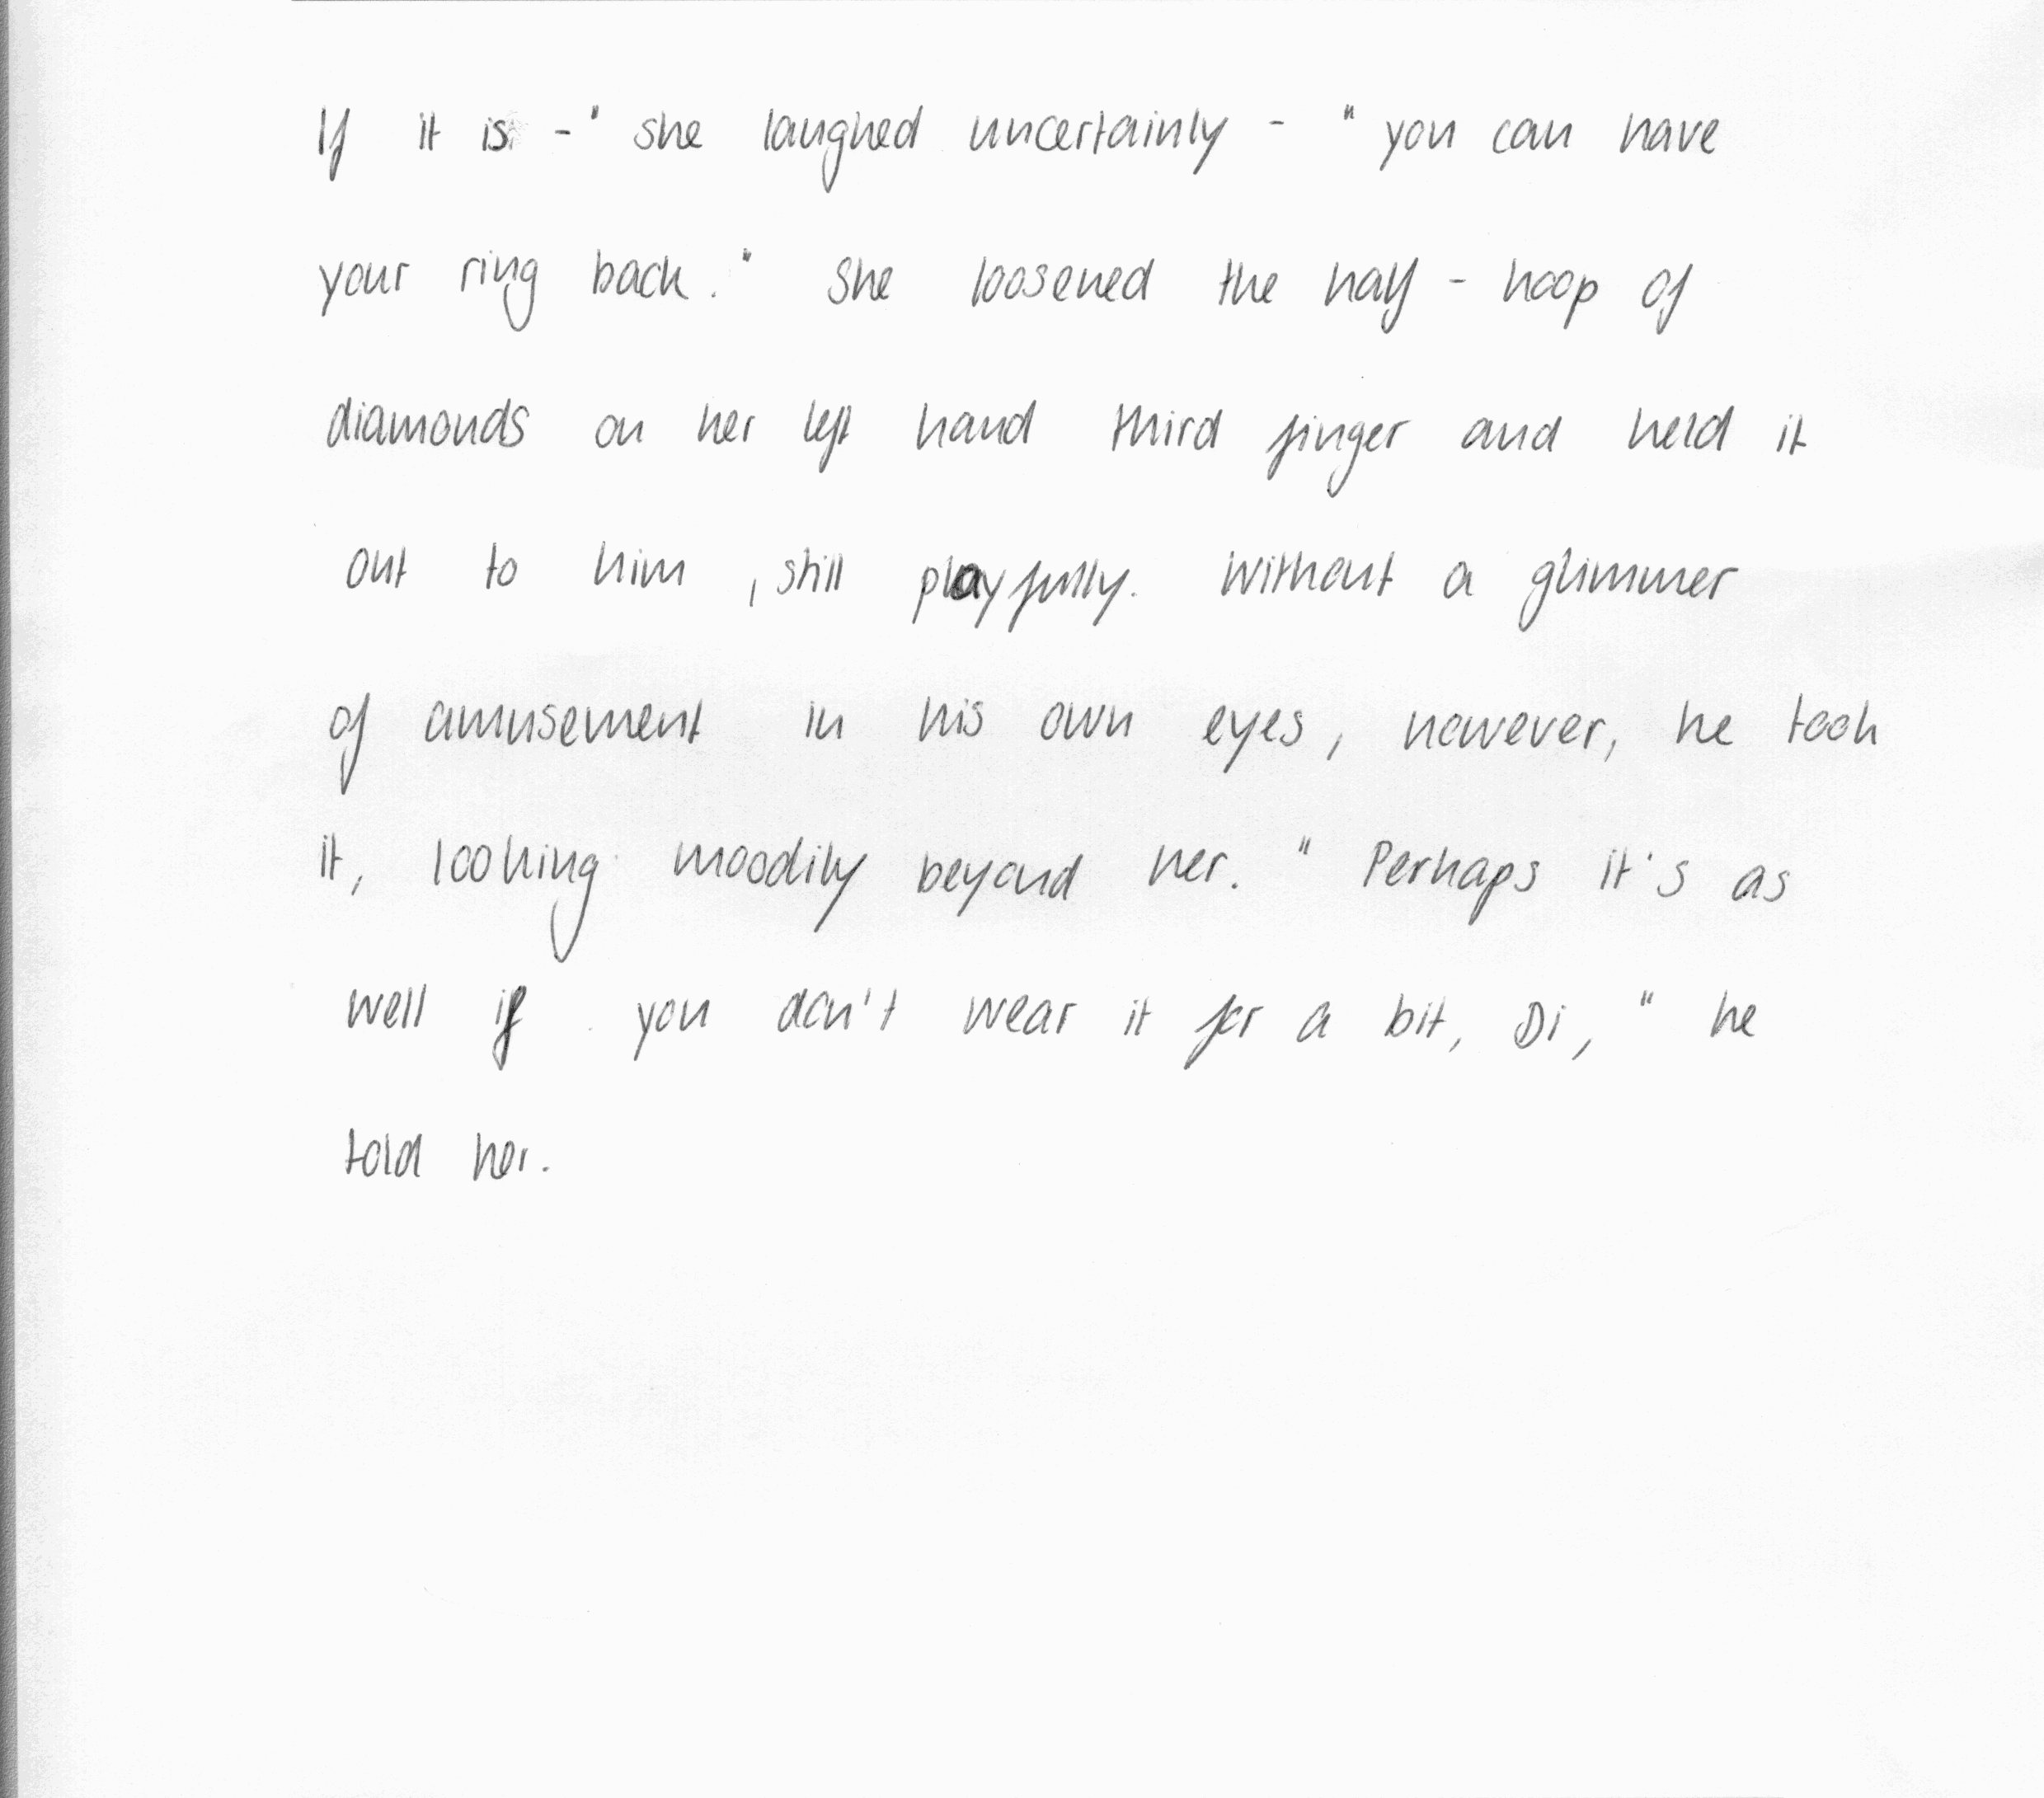 If it is -" she laughed uncertainly - "you can have
your ring back." She loosened the half-hoop of
diamonds on her left hand third finger and held it
out to him, still playfully. Without a glimmer
of amusement in his own eyes, however, he took
it, looking moodily beyond her. "Perhaps it's as
well if you don't wear it for a bit, Di," he
told her.